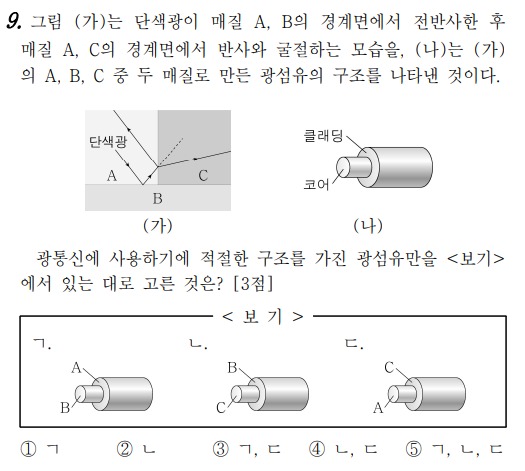 9. 그림 (가)는 단색광이 매질 A, B의 경계면에서 전반사한 후
매질 A, C의 경계면에서 반사와 굴절하는 모습을, (나)는 (가)
의 A, B, C 중 두 매질로 만든 광섬유의 구조를 나타낸 것이다.
단색광
A
C
B
(가)
클래딩
코어
(나)
광통신에 사용하기에 적절한 구조를 가진 광섬유만을 <보기>
에서 있는 대로 고른 것은? [3점]
< 보 기 >
ㄱ.
A
B
ㄴ.
B
C
ㄷ.
C
A
① ㄱ ② ㄴ ③ ㄱ, ㄷ ④ ㄴ, ㄷ ⑤ ㄱ, ㄴ, ㄷ